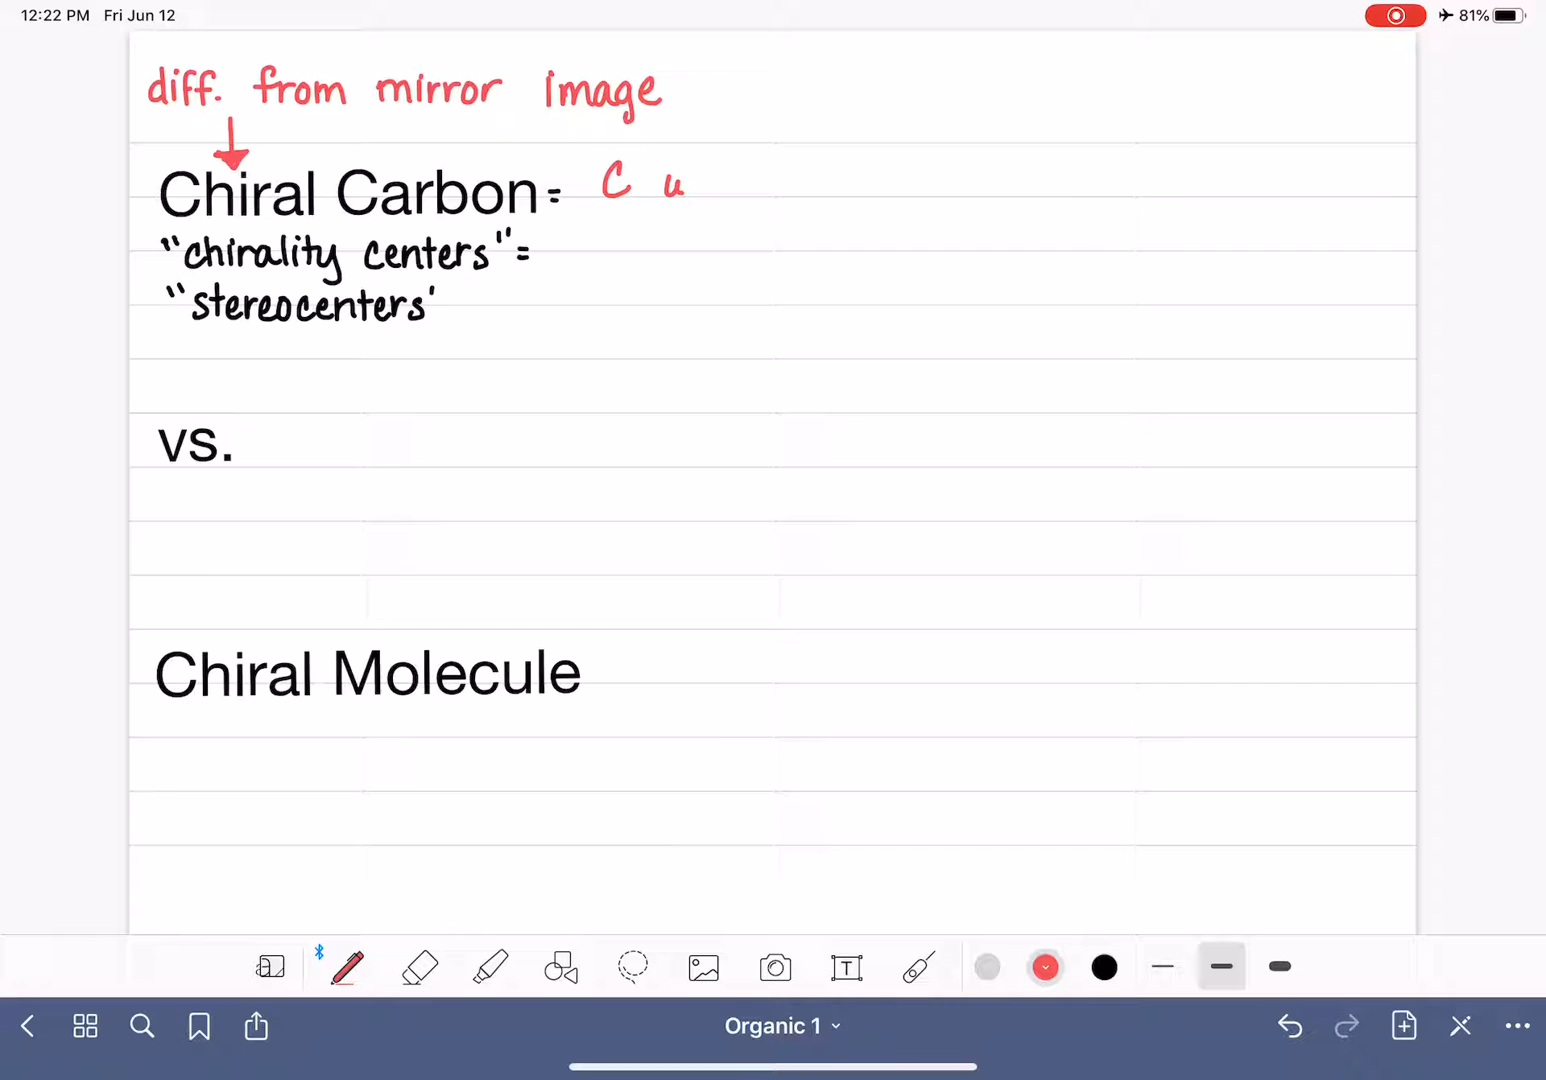 12:22 PM Fri Jun 12
81%
diff. from mirror image
Chiral Carbon = C u
"chirality centers" =
"stereocenters'
vs.
Chiral Molecule
T
Organic 1